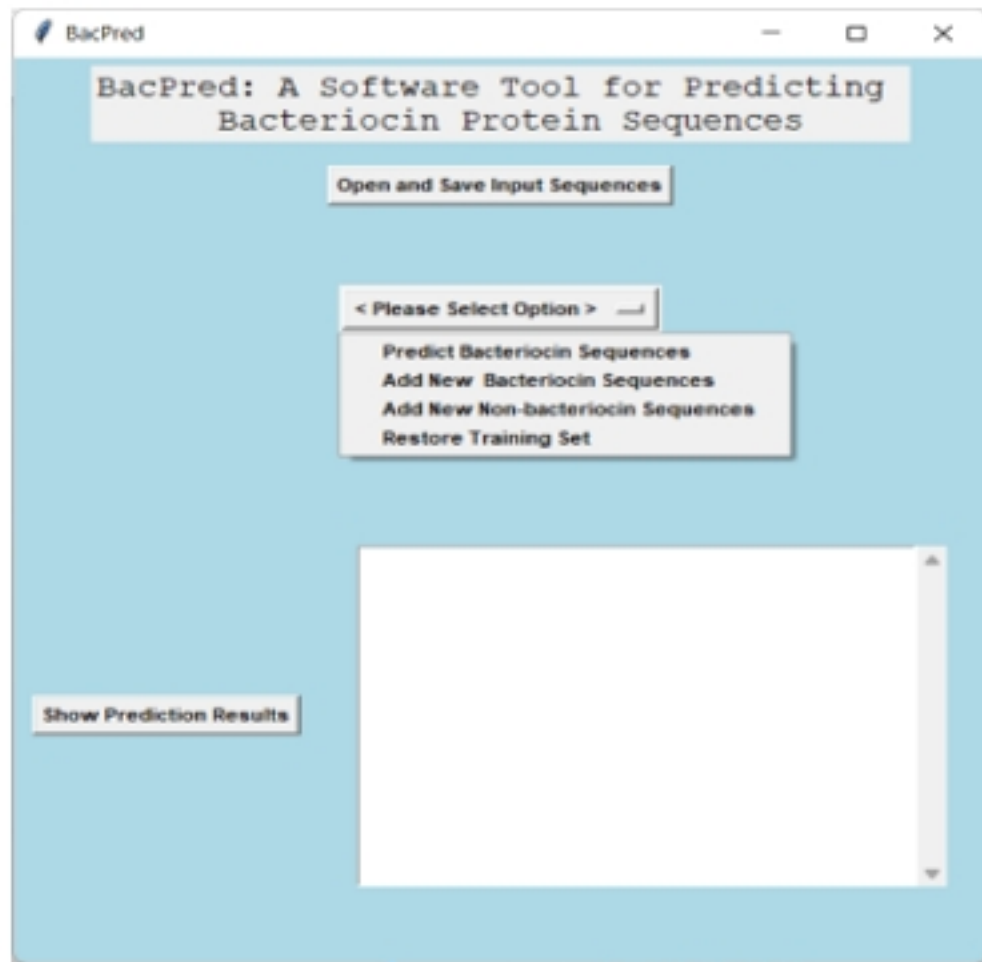 BacPred
BacPred: A Software Tool for Predicting
Bacteriocin Protein Sequences
Open and Save Input Sequences
< Please Select Option >
Predict Bacteriocin Sequences
Add New Bacteriocin Sequences
Add New Non-bacteriocin Sequences
Restore Training Set
Show Prediction Results